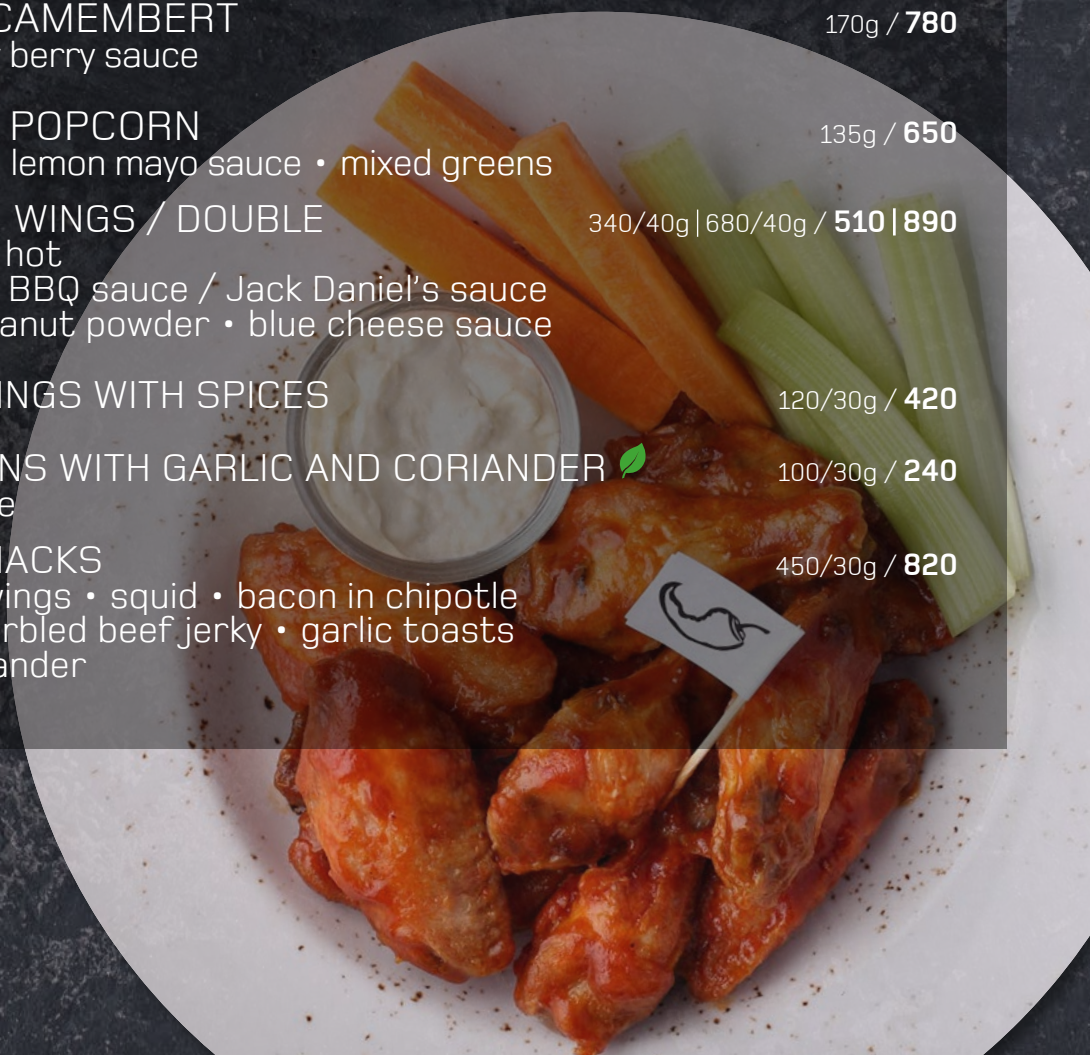 CAMEMBERT 170g / 780
berry sauce
POPCORN 135g / 650
lemon mayo sauce • mixed greens
WINGS / DOUBLE 340/40g | 680/40g / 510 | 890
hot
BBQ sauce / Jack Daniel's sauce
anut powder • blue cheese sauce
INGS WITH SPICES 120/30g / 420
NS WITH GARLIC AND CORIANDER 100/30g / 240
e
NACKS 450/30g / 820
ings • squid • bacon in chipotle
rbled beef jerky • garlic toasts
ander